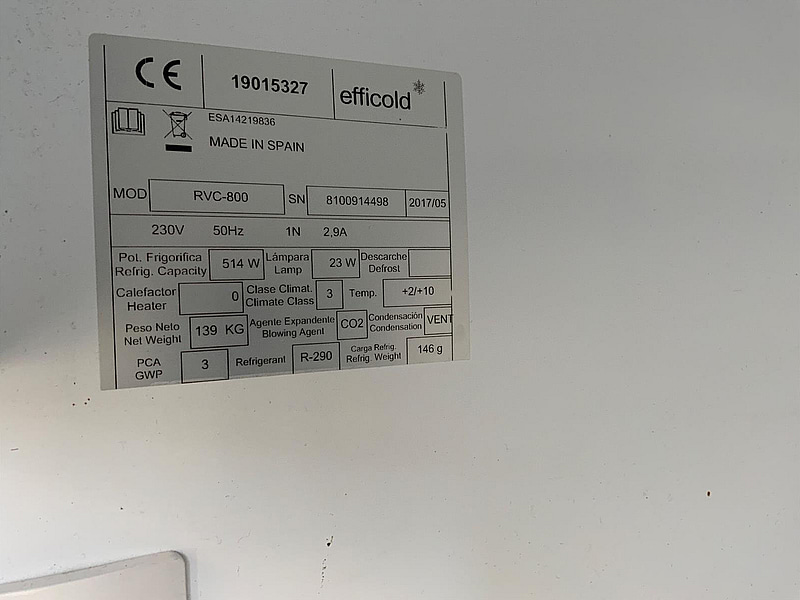 CE 19015327 efficold
ESA14219836
MADE IN SPAIN
MOD RVC-800 SN 8100914498 2017/05
230V 50Hz 1N 2,9A
Pot. Frigorifica
Refrig. Capacity 514 W Lámpara
Lamp 23 W Descarche
Defrost
Calefactor
Heater 0 Clase Climat.
Climate Class 3 Temp. +2/+10
Peso Neto
Net Weight 139 KG Agente Expandente
Blowing Agent CO2 Condensación
Condensation VENT
PCA
GWP 3 Refrigerant R-290 Carga Refrig.
Refrig. Weight 146 g